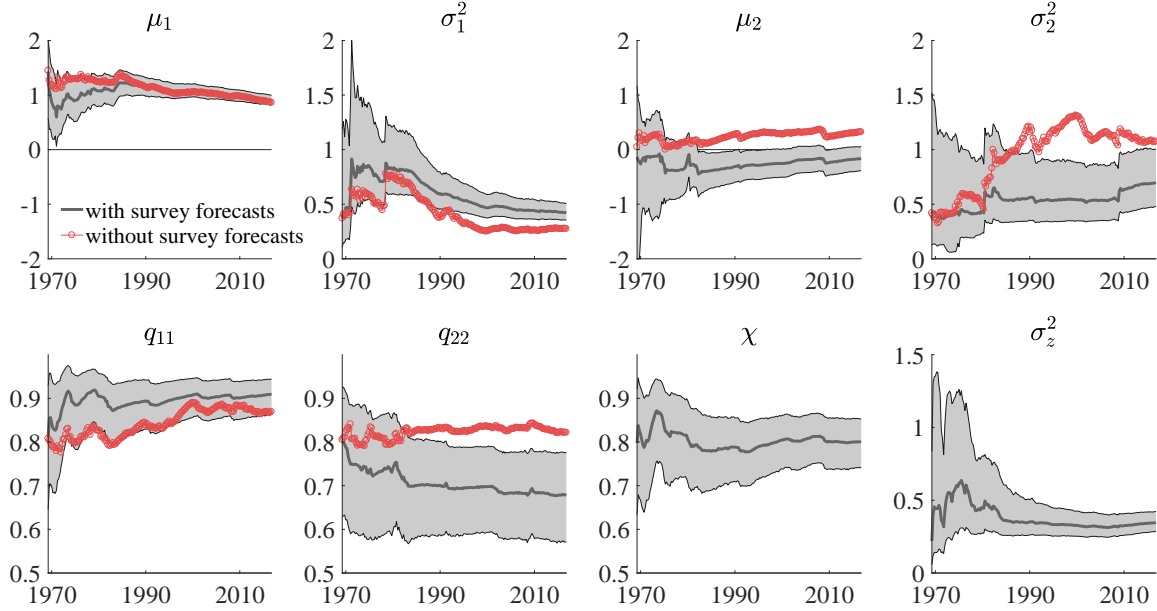 μ₁ σ₁² μ₂ σ₂²
2 2 2 2
1 1.5 1 1.5
0 1 0 1
-1 0.5 -1 0.5
-2 0 -2 0
with survey forecasts
without survey forecasts
1970 1990 2010 1970 1990 2010 1970 1990 2010 1970 1990 2010
q₁₁ q₂₂ χ σ_z²
0.9 0.9 0.9 1.5
0.8 0.8 0.8 1
0.7 0.7 0.7 0.5
0.6 0.6 0.6
0.5 0.5 0.5 0
1970 1990 2010 1970 1990 2010 1970 1990 2010 1970 1990 2010